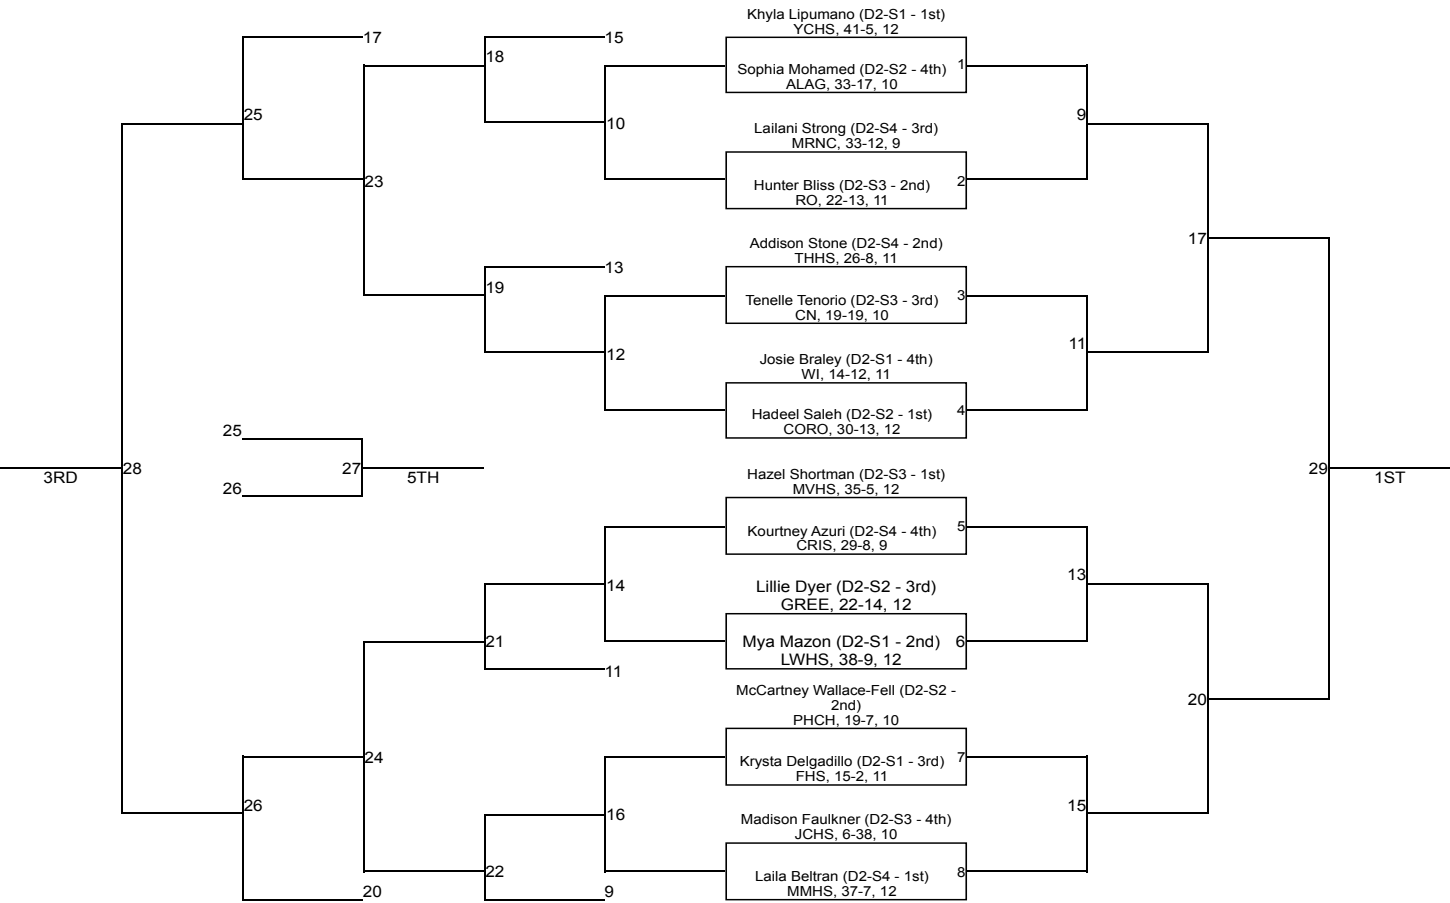 Khyla Lipumano (D2-S1 - 1st)
YCHS, 41-5, 12
17
15
18
Sophia Mohamed (D2-S2 - 4th)
1
ALAG, 33-17, 10
25
10
9
Lailani Strong (D2-S4 - 3rd)
MRNC, 33-12, 9
23
Hunter Bliss (D2-S3 - 2nd)
2
RO, 22-13, 11
17
Addison Stone (D2-S4 - 2nd)
THHS, 26-8, 11
13
19
Tenelle Tenorio (D2-S3 - 3rd)
3
CN, 19-19, 10
12
11
Josie Braley (D2-S1 - 4th)
WI, 14-12, 11
Hadeel Saleh (D2-S2 - 1st)
4
CORO, 30-13, 12
25
3RD
28
27
5TH
26
Hazel Shortman (D2-S3 - 1st)
MVHS, 35-5, 12
29
1ST
Kourtney Azuri (D2-S4 - 4th)
5
CRIS, 29-8, 9
14
13
Lillie Dyer (D2-S2 - 3rd)
GREE, 22-14, 12
21
Mya Mazon (D2-S1 - 2nd)
6
LWHS, 38-9, 12
11
McCartney Wallace-Fell (D2-S2 -
2nd)
PHCH, 19-7, 10
20
24
Krysta Delgadillo (D2-S1 - 3rd)
7
FHS, 15-2, 11
26
16
15
Madison Faulkner (D2-S3 - 4th)
JCHS, 6-38, 10
22
Laila Beltran (D2-S4 - 1st)
8
MMHS, 37-7, 12
20
9